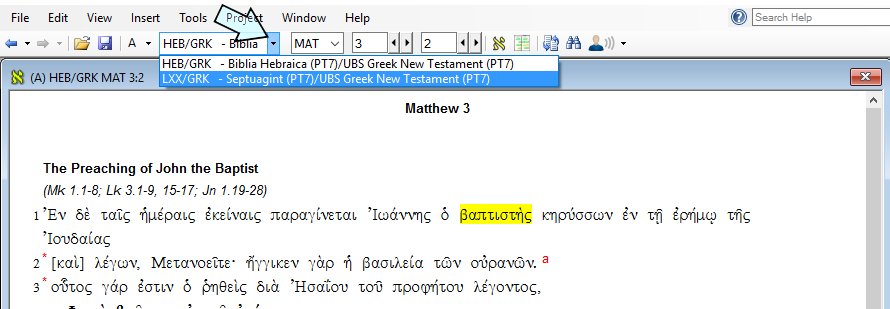 File Edit View Insert Tools Project Window Help Search Help
A HEB/GRK - Biblia MAT 3 2
HEB/GRK - Biblia Hebraica (PT7)/UBS Greek New Testament (PT7)
LXX/GRK - Septuagint (PT7)/UBS Greek New Testament (PT7)
(A) HEB/GRK MAT 3:2
Matthew 3
The Preaching of John the Baptist
(Mk 1.1-8; Lk 3.1-9, 15-17; Jn 1.19-28)
1 Ἐν δὲ ταῖς ἡμέραις ἐκείναις παραγίνεται Ἰωάννης ὁ βαπτιστὴς κηρύσσων ἐν τῇ ἐρήμῳ τῆς
Ἰουδαίας
2 * [καὶ] λέγων, Μετανοεῖτε· ἤγγικεν γὰρ ἡ βασιλεία τῶν οὐρανῶν. a
3 * οὗτος γάρ ἐστιν ὁ ῥηθεὶς διὰ Ἠσαΐου τοῦ προφήτου λέγοντος,